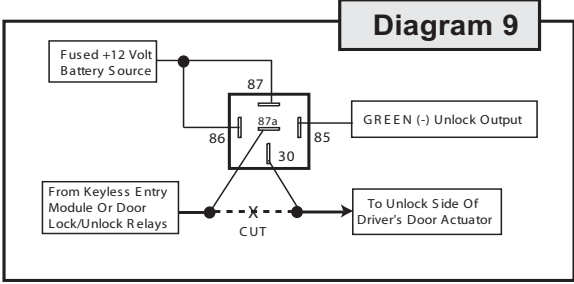 Diagram 9
Fused +12 Volt
Battery Source
87
87a
86
85
30
GREEN (-) Unlock Output
From Keyless Entry
Module Or Door
Lock/Unlock Relays
X
CUT
To Unlock Side Of
Driver's Door Actuator